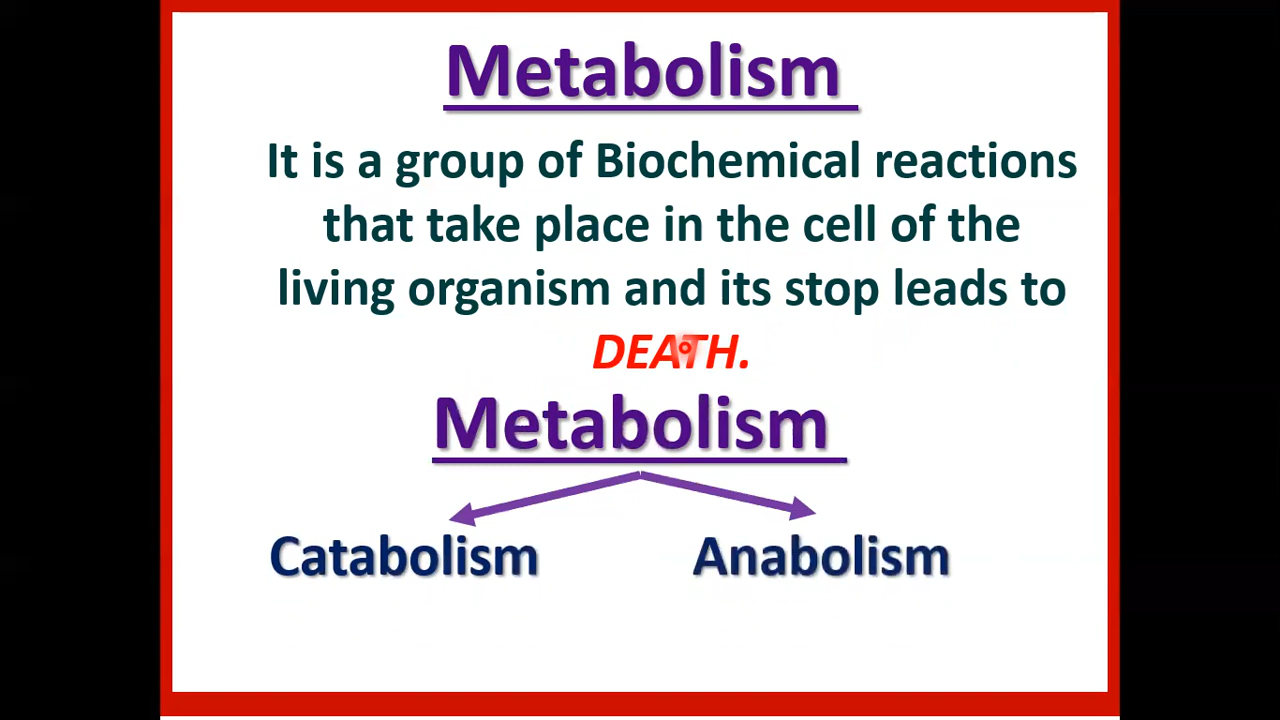 Metabolism
It is a group of Biochemical reactions
that take place in the cell of the
living organism and its stop leads to
DEATH.
Metabolism
Catabolism Anabolism